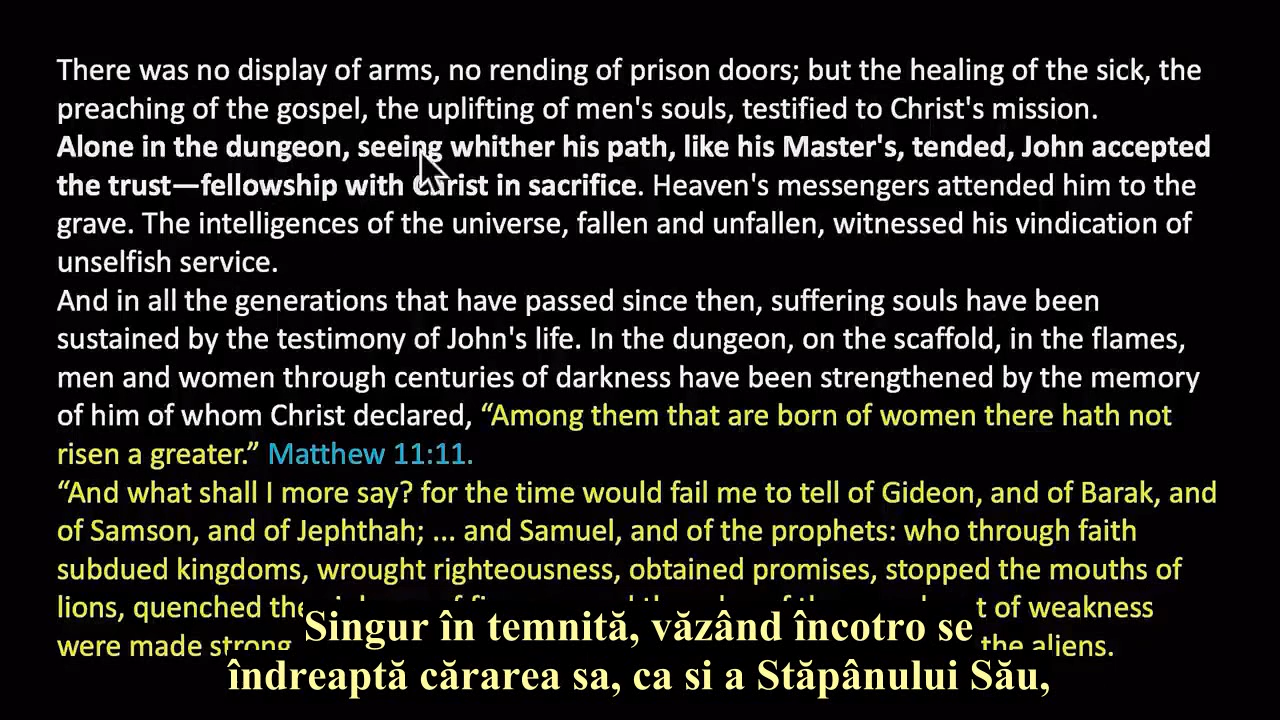 There was no display of arms, no rending of prison doors; but the healing of the sick, the
preaching of the gospel, the uplifting of men's souls, testified to Christ's mission.
Alone in the dungeon, seeing whither his path, like his Master's, tended, John accepted
the trust—fellowship with Christ in sacrifice. Heaven's messengers attended him to the
grave. The intelligences of the universe, fallen and unfallen, witnessed his vindication of
unselfish service.
And in all the generations that have passed since then, suffering souls have been
sustained by the testimony of John's life. In the dungeon, on the scaffold, in the flames,
men and women through centuries of darkness have been strengthened by the memory
of him of whom Christ declared, “Among them that are born of women there hath not
risen a greater.” Matthew 11:11.
“And what shall I more say? for the time would fail me to tell of Gideon, and of Barak, and
of Samson, and of Jephthah; ... and Samuel, and of the prophets: who through faith
subdued kingdoms, wrought righteousness, obtained promises, stopped the mouths of
lions, quenched the of weakness
were made strong the aliens.
Singur în temnită, văzând încotro se
îndreaptă cărarea sa, ca si a Stăpânului Său,